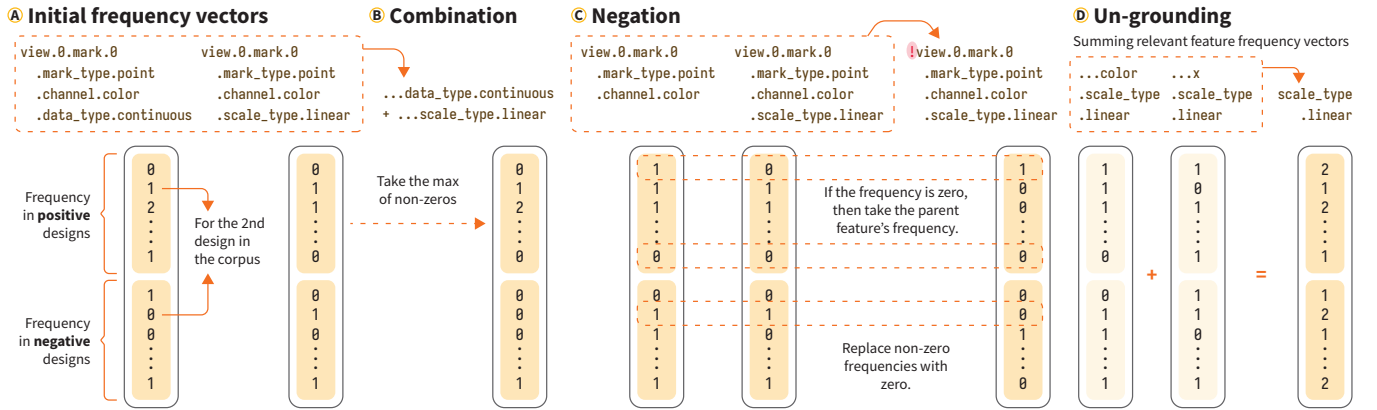 A Initial frequency vectors
view.0.mark.0
.mark_type.point
.channel.color
.data_type.continuous
view.0.mark.0
.mark_type.point
.channel.color
.scale_type.linear
Frequency
in positive
designs
Frequency
in negative
designs
0
1
2
.
.
.
1
1
0
0
.
.
.
1
For the 2nd
design in
the corpus
0
1
1
.
.
.
0
0
1
0
.
.
.
1
B Combination
...data_type.continuous
+ ...scale_type.linear
Take the max
of non-zeros
0
1
2
.
.
.
0
0
0
0
.
.
.
1
C Negation
view.0.mark.0
.mark_type.point
.channel.color
view.0.mark.0
.mark_type.point
.channel.color
.scale_type.linear
!view.0.mark.0
.mark_type.point
.channel.color
.scale_type.linear
1
1
1
.
.
.
0
0
1
1
.
.
.
1
0
1
1
.
.
.
0
0
1
0
.
.
.
1
If the frequency is zero,
then take the parent
feature's frequency.
Replace non-zero
frequencies with
zero.
1
0
0
.
.
.
0
0
0
1
.
.
.
0
D Un-grounding
Summing relevant feature frequency vectors
...color
.scale_type
.linear
...x
.scale_type
.linear
scale_type
.linear
1
1
1
.
.
.
0
0
1
1
.
.
.
1
+
1
0
1
.
.
.
1
1
1
0
.
.
.
1
=
2
1
2
.
.
.
1
1
2
1
.
.
.
2